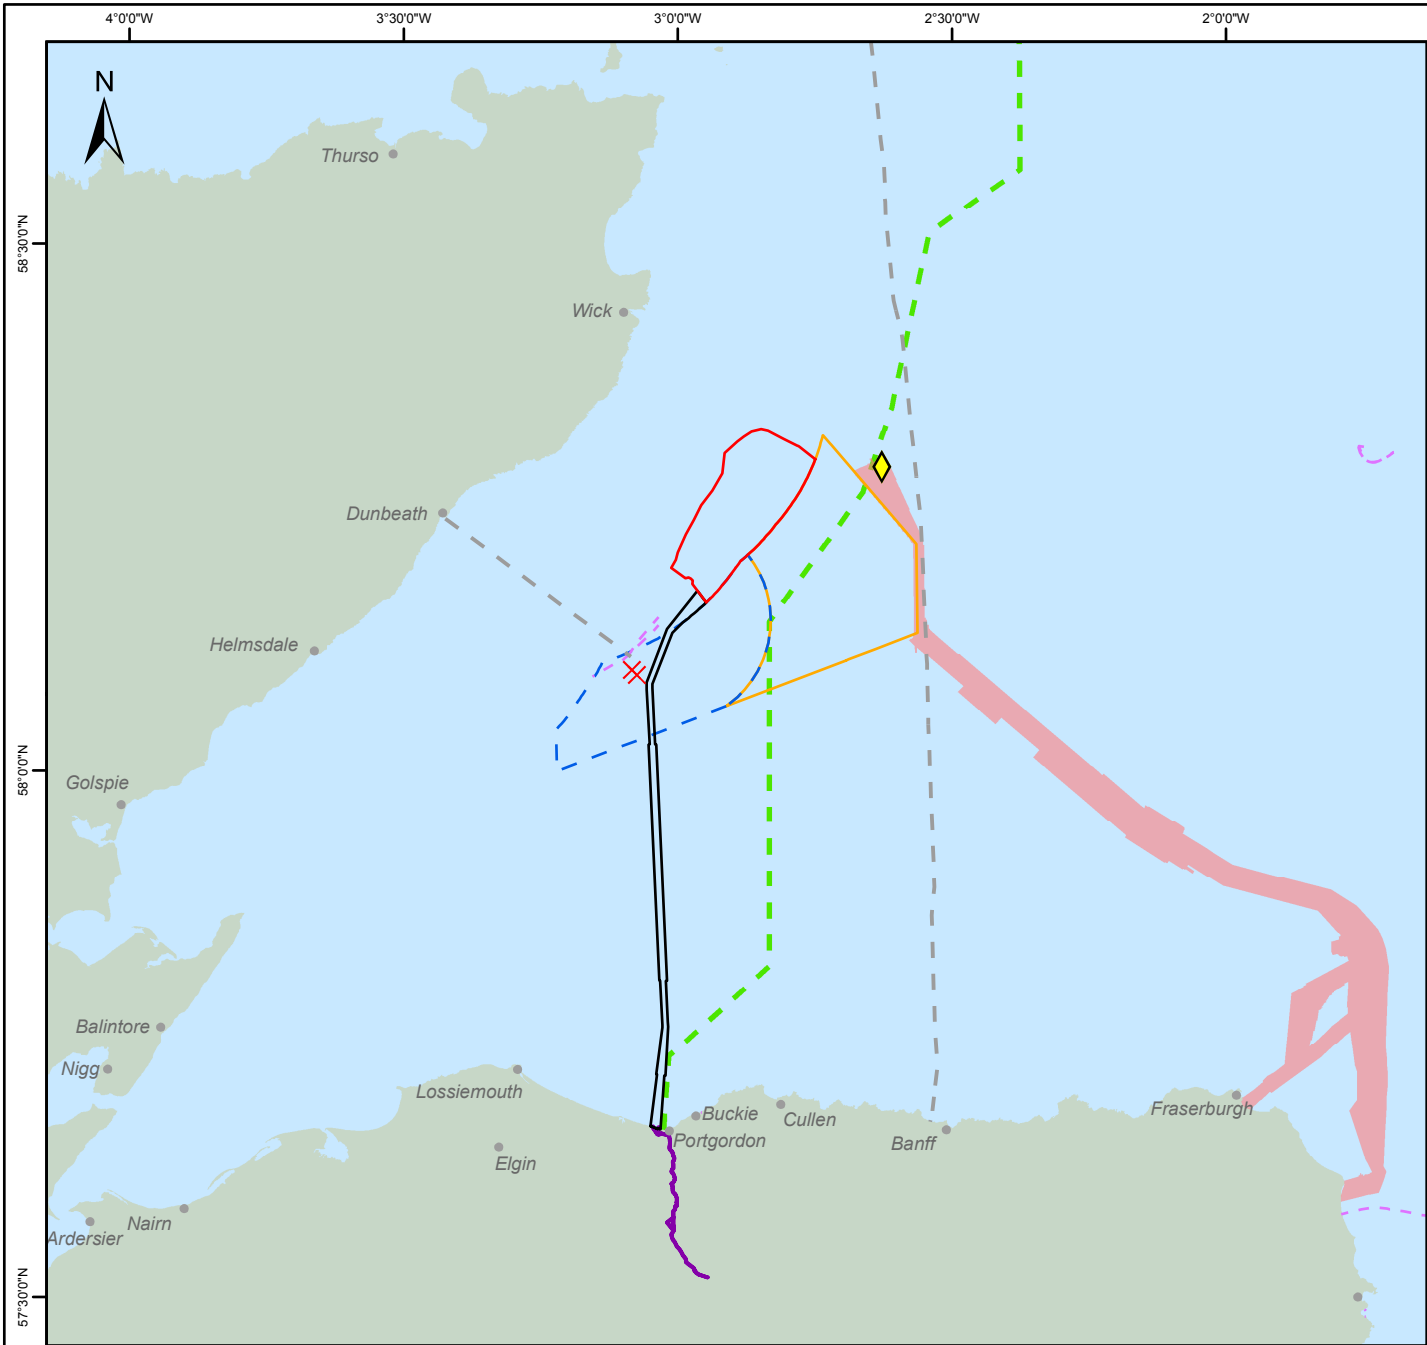 4°0'0"W
3°30'0"W
3°0'0"W
2°30'0"W
2°0'0"W
N
Thurso
58°30'0"N
Wick
Dunbeath
Helmsdale
58°0'0"N
Golspie
Balintore
Nigg
Lossiemouth
Buckie
Cullen
Fraserburgh
Portgordon
Banff
Elgin
Nairn
Ardersier
57°30'0"N